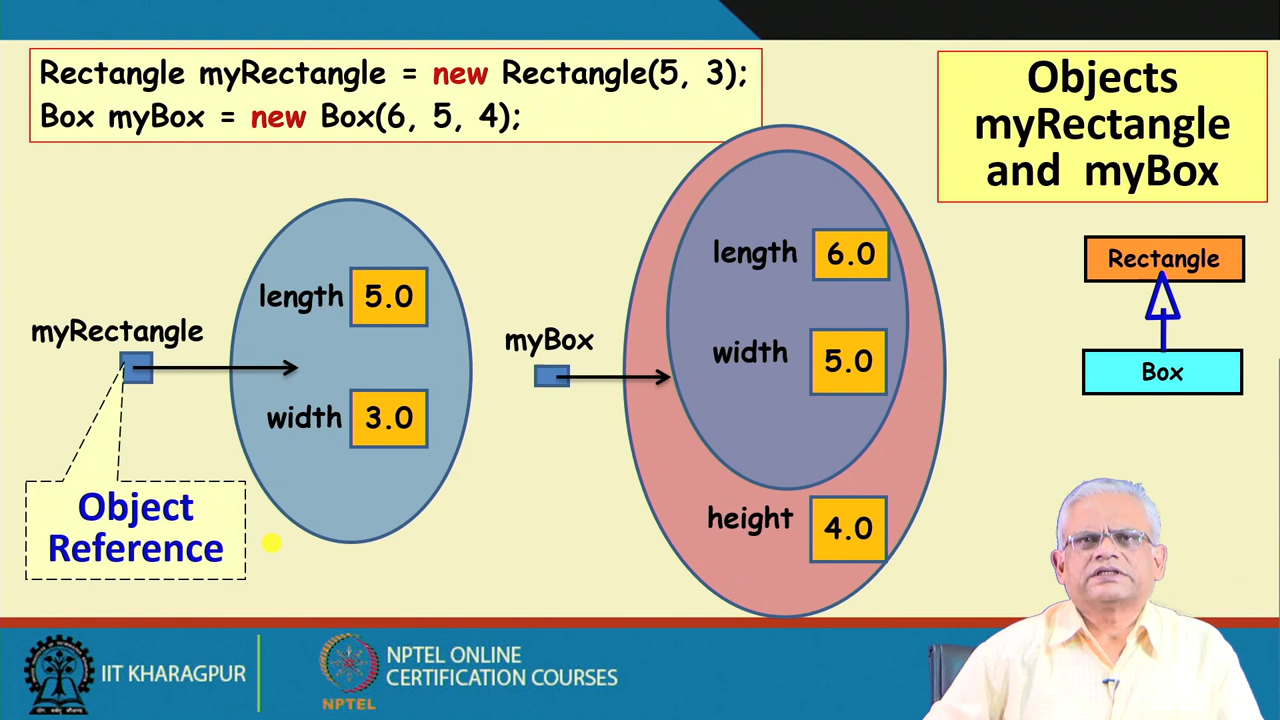 Rectangle myRectangle = new Rectangle(5, 3);
Box myBox = new Box(6, 5, 4);
Objects
myRectangle
and myBox
length 5.0
myRectangle
width 3.0
Object
Reference
length 6.0
myBox
width 5.0
height 4.0
Rectangle
Box
IIT KHARAGPUR
NPTEL
NPTEL ONLINE
CERTIFICATION COURSES